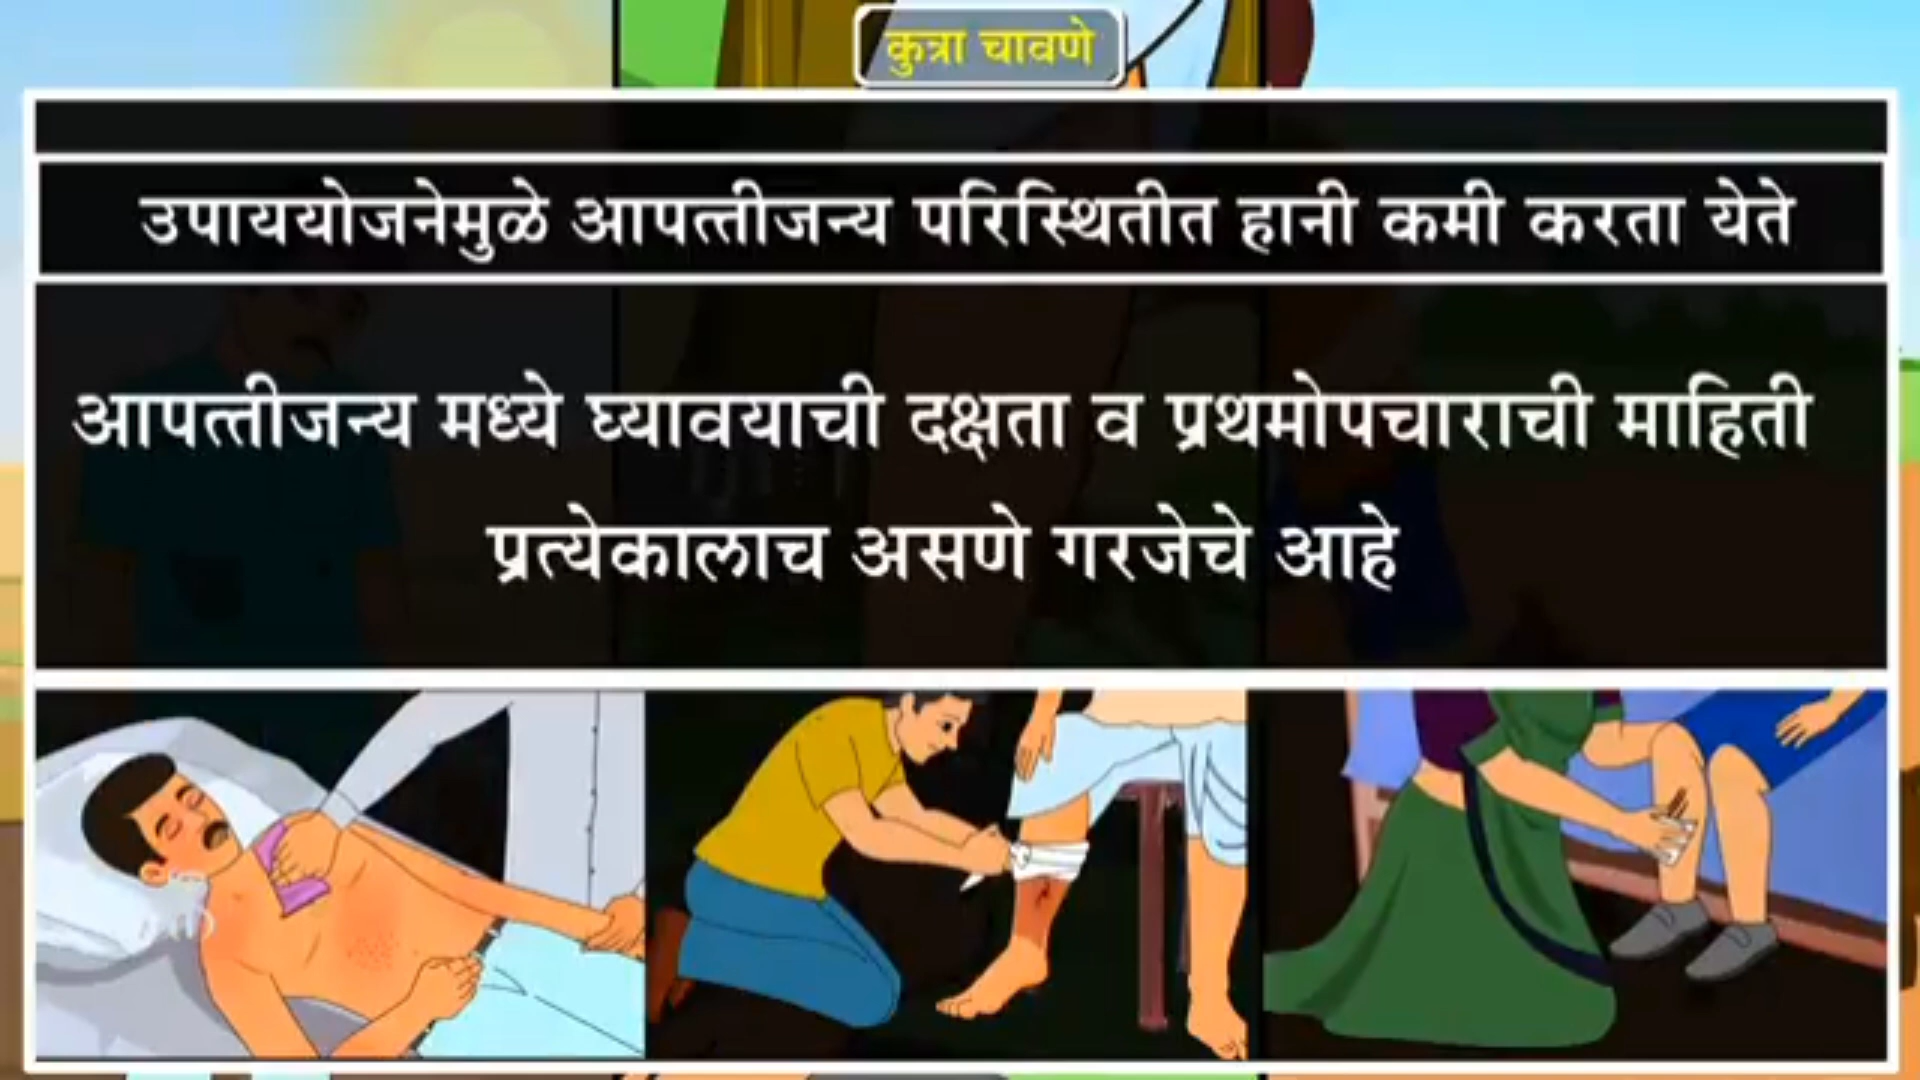 कुत्रा चावणे
उपाययोजनेमुळे आपत्तीजन्य परिस्थितीत हानी कमी करता येते
आपत्तीजन्य मध्ये घ्यावयाची दक्षता व प्रथमोपचाराची माहिती
प्रत्येकालाच असणे गरजेचे आहे